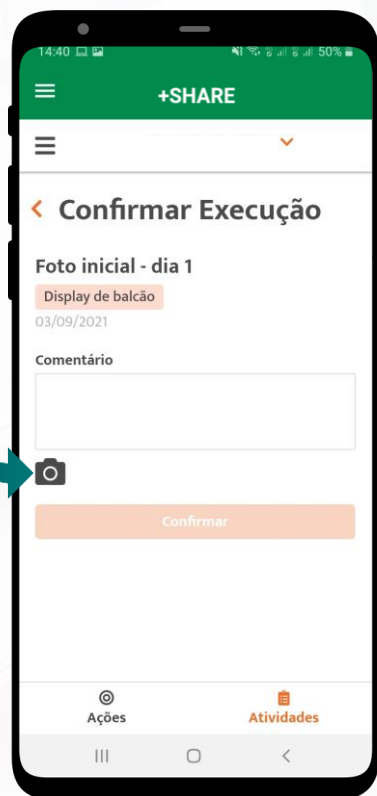 14:40 50%
+SHARE
Confirmar Execução
Foto inicial - dia 1
Display de balcão
03/09/2021
Comentário
Confirmar
Ações Atividades